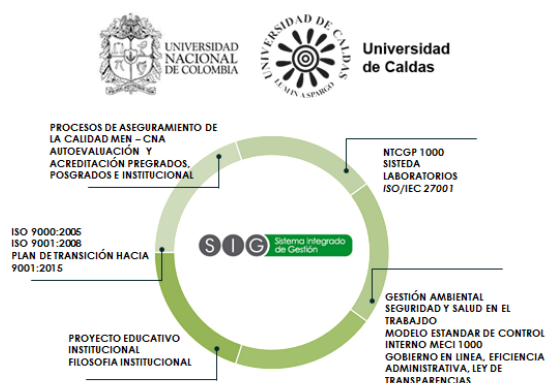 UNIVERSIDAD
NACIONAL
DE COLOMBIA
UNIVERSIDAD DE CALDAS
LUMINA SPARGO
Universidad
de Caldas
PROCESOS DE ASEGURAMIENTO DE
LA CALIDAD MEN – CNA
AUTOEVALUACIÓN Y
ACREDITACIÓN PREGRADOS,
POSGRADOS E INSTITUCIONAL
NTCGP 1000
SISTEDA
LABORATORIOS
ISO/IEC 27001
ISO 9000:2005
ISO 9001:2008
PLAN DE TRANSICIÓN HACIA
9001:2015
SIG Sistema Integrado
de Gestión
PROYECTO EDUCATIVO
INSTITUCIONAL
FILOSOFIA INSTITUCIONAL
GESTIÓN AMBIENTAL
SEGURIDAD Y SALUD EN EL
TRABAJDO
MODELO ESTANDAR DE CONTROL
INTERNO MECI 1000
GOBIERNO EN LINEA, EFICIENCIA
ADMINISTRATIVA, LEY DE
TRANSPARENCIAS